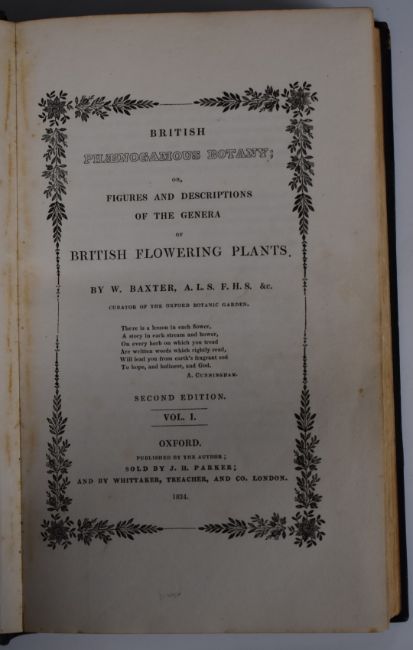 BRITISH
PHÆNOGAMOUS BOTANY;
OR,
FIGURES AND DESCRIPTIONS
OF THE GENERA
OF
BRITISH FLOWERING PLANTS.
BY W. BAXTER, A.L.S. F.H.S. &c.
CURATOR OF THE OXFORD BOTANIC GARDEN.
There is a lesson in each flower,
A story in each stream and bower,
On every herb on which you tread
Are written words which rightly read,
Will lead you from earth's fragrant sod
To hope, and holiness, and God.
A. CUNNINGHAM.
SECOND EDITION.
VOL. I.
OXFORD.
PUBLISHED BY THE AUTHOR;
SOLD BY J. H. PARKER;
AND BY WHITTAKER, TREACHER, AND CO. LONDON.
1834.